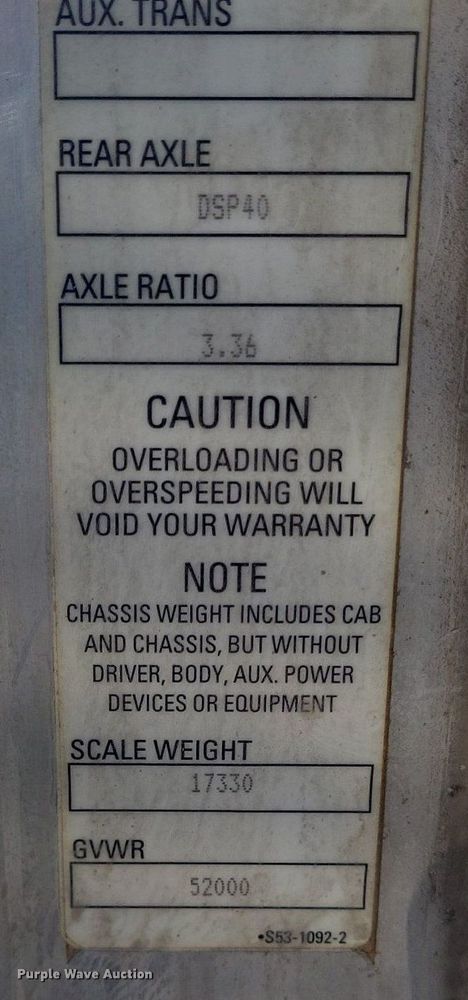 AUX. TRANS
REAR AXLE
DSP40
AXLE RATIO
3.36
CAUTION
OVERLOADING OR
OVERSPEEDING WILL
VOID YOUR WARRANTY
NOTE
CHASSIS WEIGHT INCLUDES CAB
AND CHASSIS, BUT WITHOUT
DRIVER, BODY, AUX. POWER
DEVICES OR EQUIPMENT
SCALE WEIGHT
17330
GVWR
52000
•S53-1092-2
Purple Wave Auction